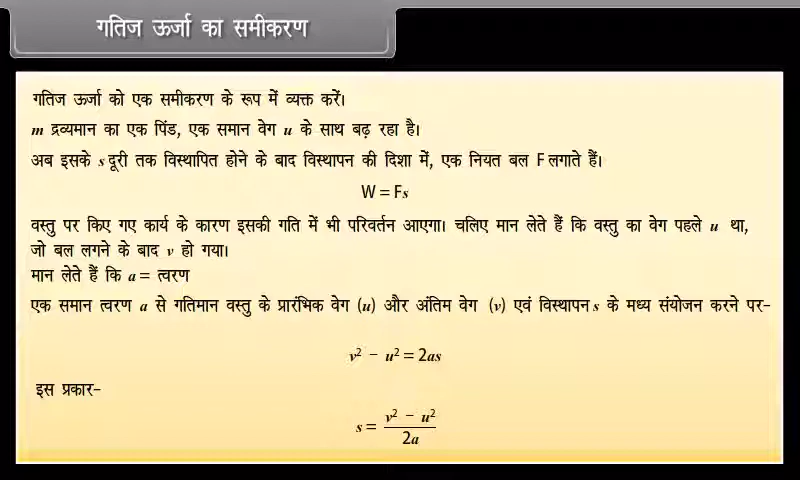 गतिज ऊर्जा का समीकरण
गतिज ऊर्जा को एक समीकरण के रूप में व्यक्त करें।
m द्रव्यमान का एक पिंड, एक समान वेग u के साथ बढ़ रहा है।
अब इसके s दूरी तक विस्थापित होने के बाद विस्थापन की दिशा में, एक नियत बल F लगाते हैं।
W = Fs
वस्तु पर किए गए कार्य के कारण इसकी गति में भी परिवर्तन आएगा। चलिए मान लेते हैं कि वस्तु का वेग पहले u था,
जो बल लगने के बाद v हो गया।
मान लेते हैं कि a = त्वरण
एक समान त्वरण a से गतिमान वस्तु के प्रारंभिक वेग (u) और अंतिम वेग (v) एवं विस्थापन s के मध्य संयोजन करने पर-
v² - u² = 2as
इस प्रकार-
s = (v² - u²)/2a